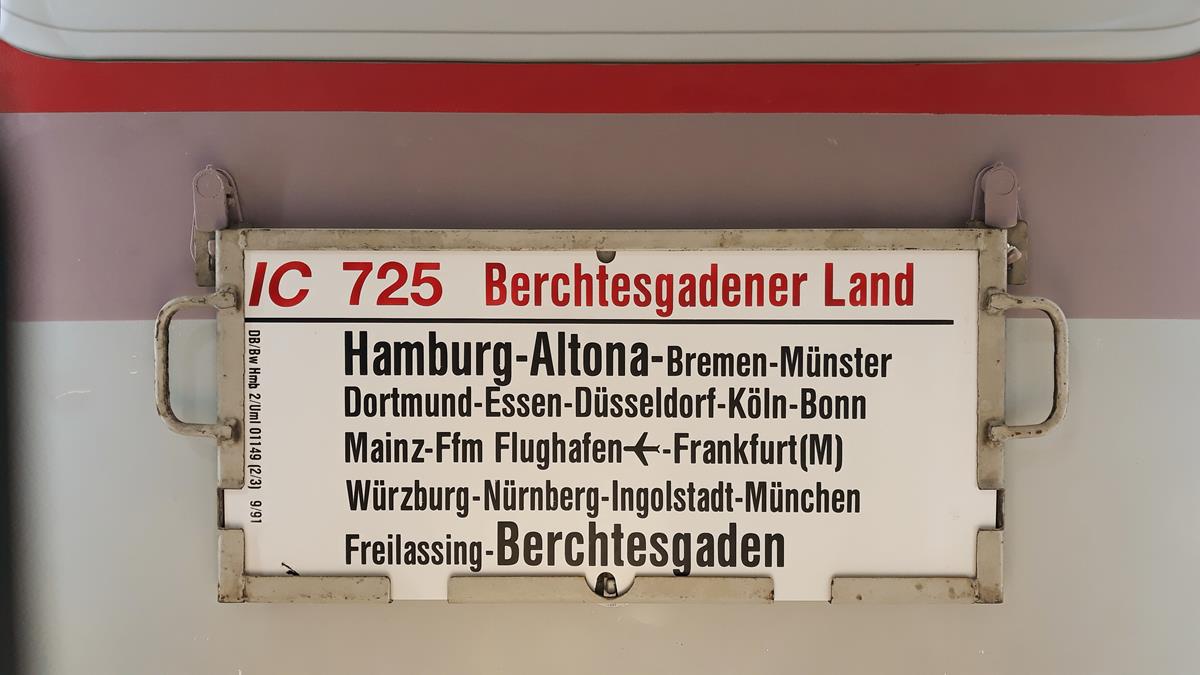 IC 725 Berchtesgadener Land
Hamburg-Altona-Bremen-Münster
Dortmund-Essen-Düsseldorf-Köln-Bonn
Mainz-Ffm Flughafen✈-Frankfurt(M)
Würzburg-Nürnberg-Ingolstadt-München
Freilassing-Berchtesgaden
DB/Bw Hmb 2/Uml 01149 (2/3) 9/91